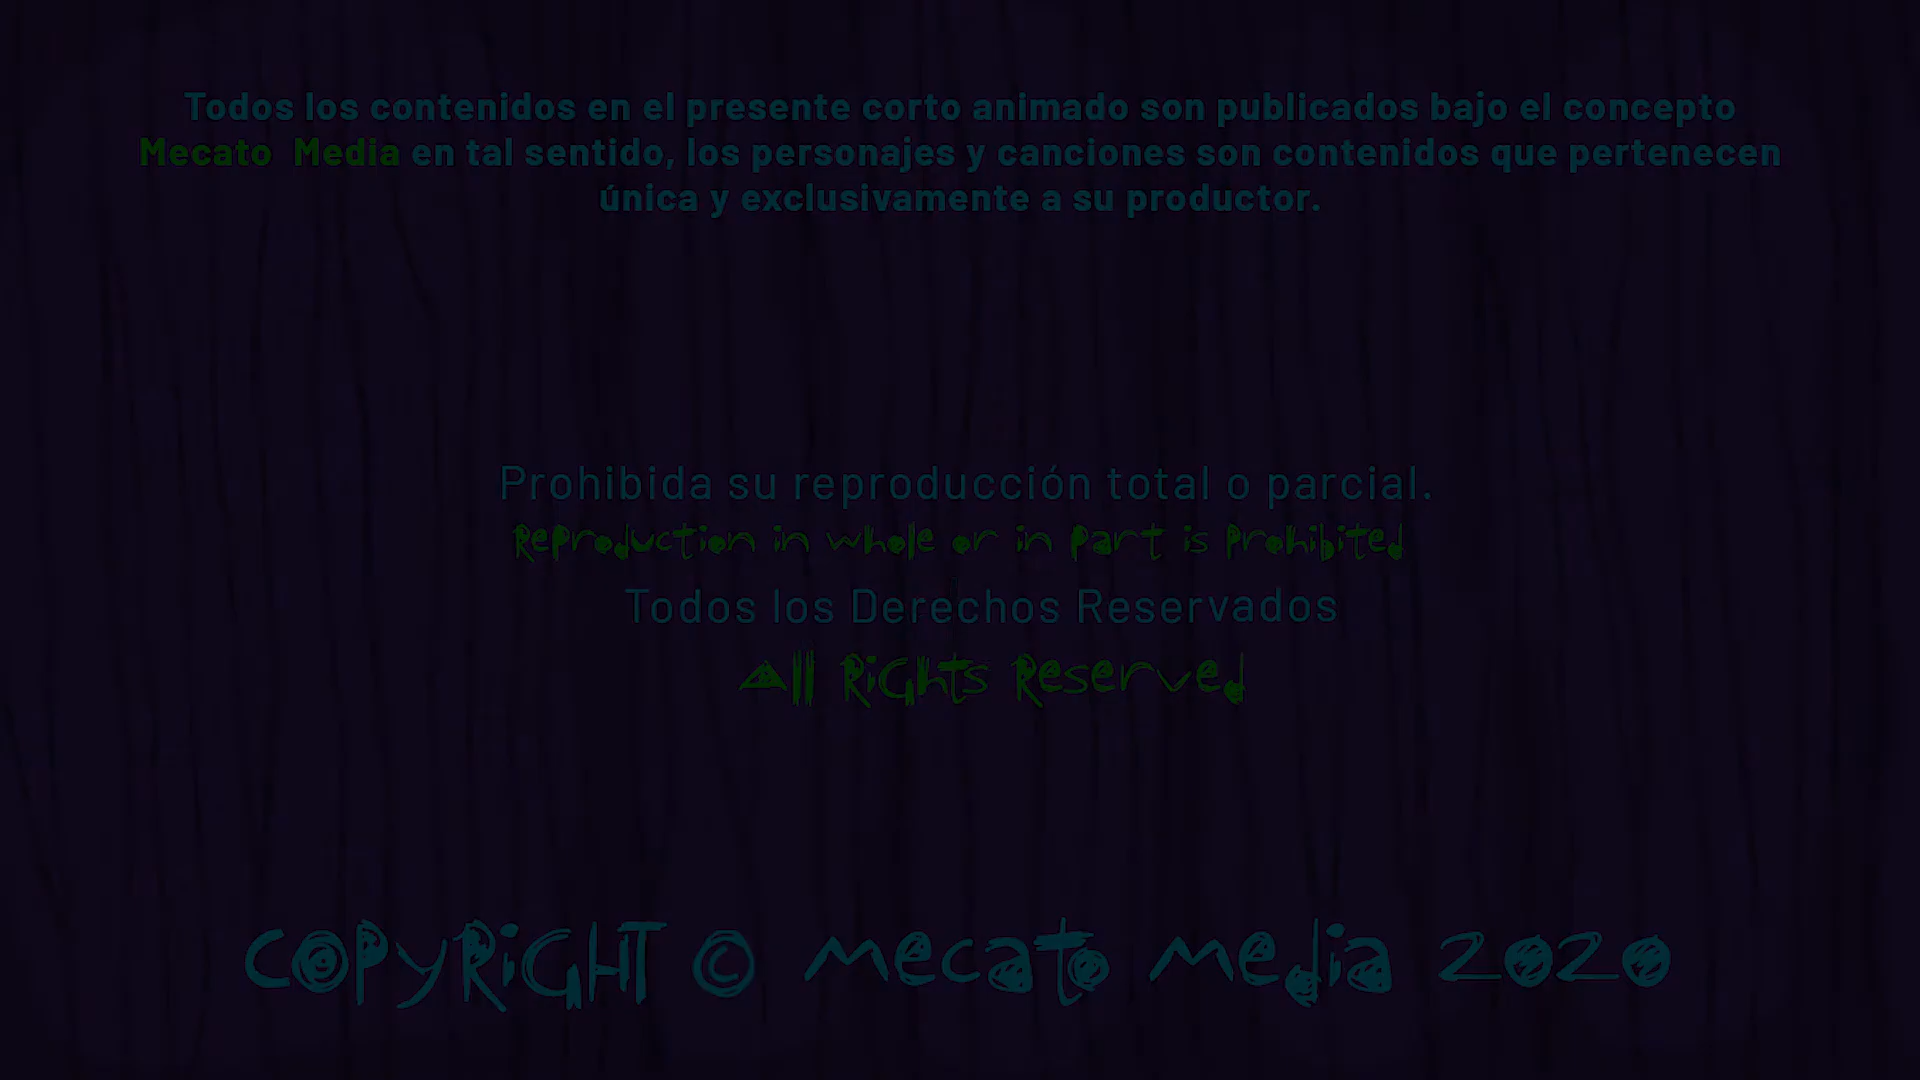 Todos los contenidos en el presente corto animado son publicados bajo el concepto
Mecato Media en tal sentido, los personajes y canciones son contenidos que pertenecen
única y exclusivamente a su productor.
Prohibida su reproducción total o parcial.
Reproduction in whole or in part is prohibited
Todos los Derechos Reservados
All Rights Reserved
COPYRIGHT © mecato media 2020